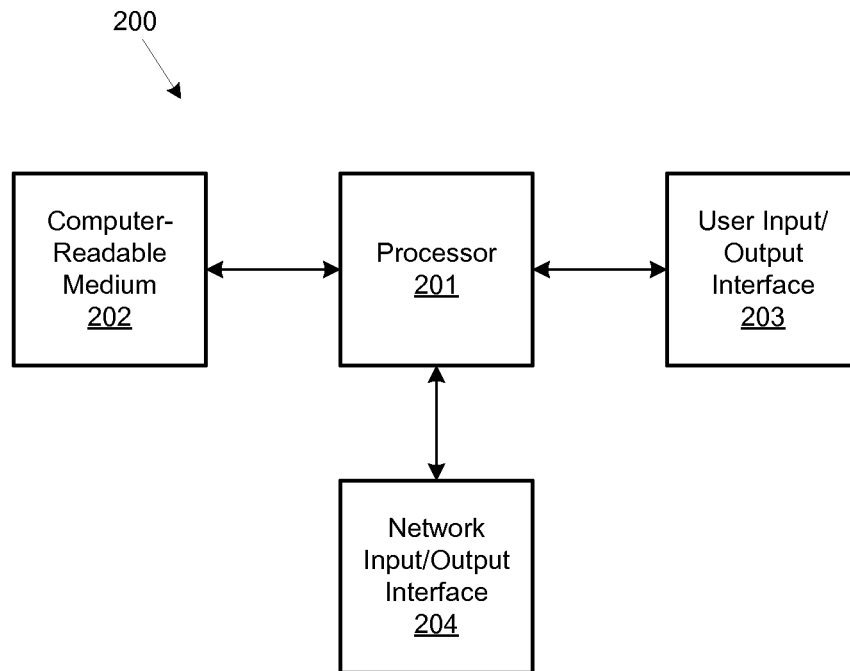 200
Computer-
Readable
Medium
202
Processor
201
User Input/
Output
Interface
203
Network
Input/Output
Interface
204